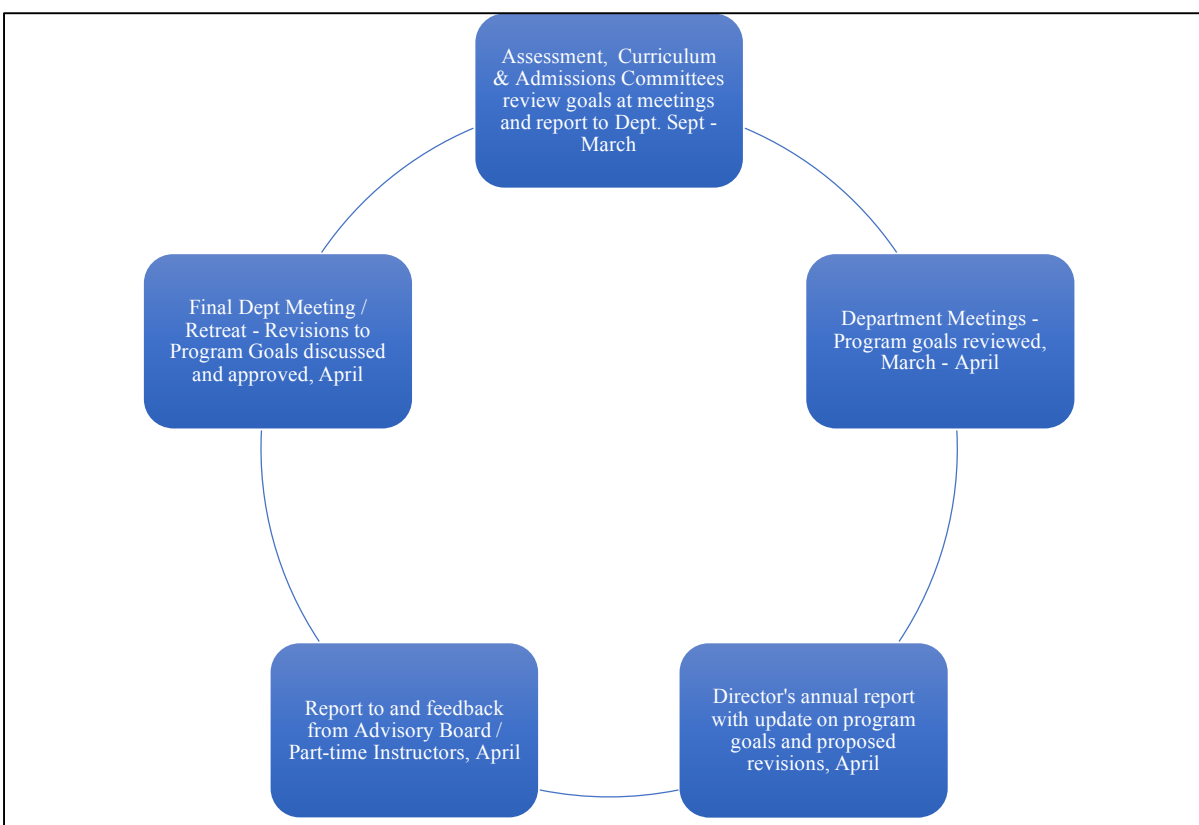 Assessment,  Curriculum
& Admissions Committees
review goals at meetings
and report to Dept. Sept -
March
Department Meetings -
Program goals reviewed,
March - April
Director's annual report
with update on program
goals and proposed
revisions, April
Report to and feedback
from Advisory Board /
Part-time Instructors, April
Final Dept Meeting /
Retreat - Revisions to
Program Goals discussed
and approved, April